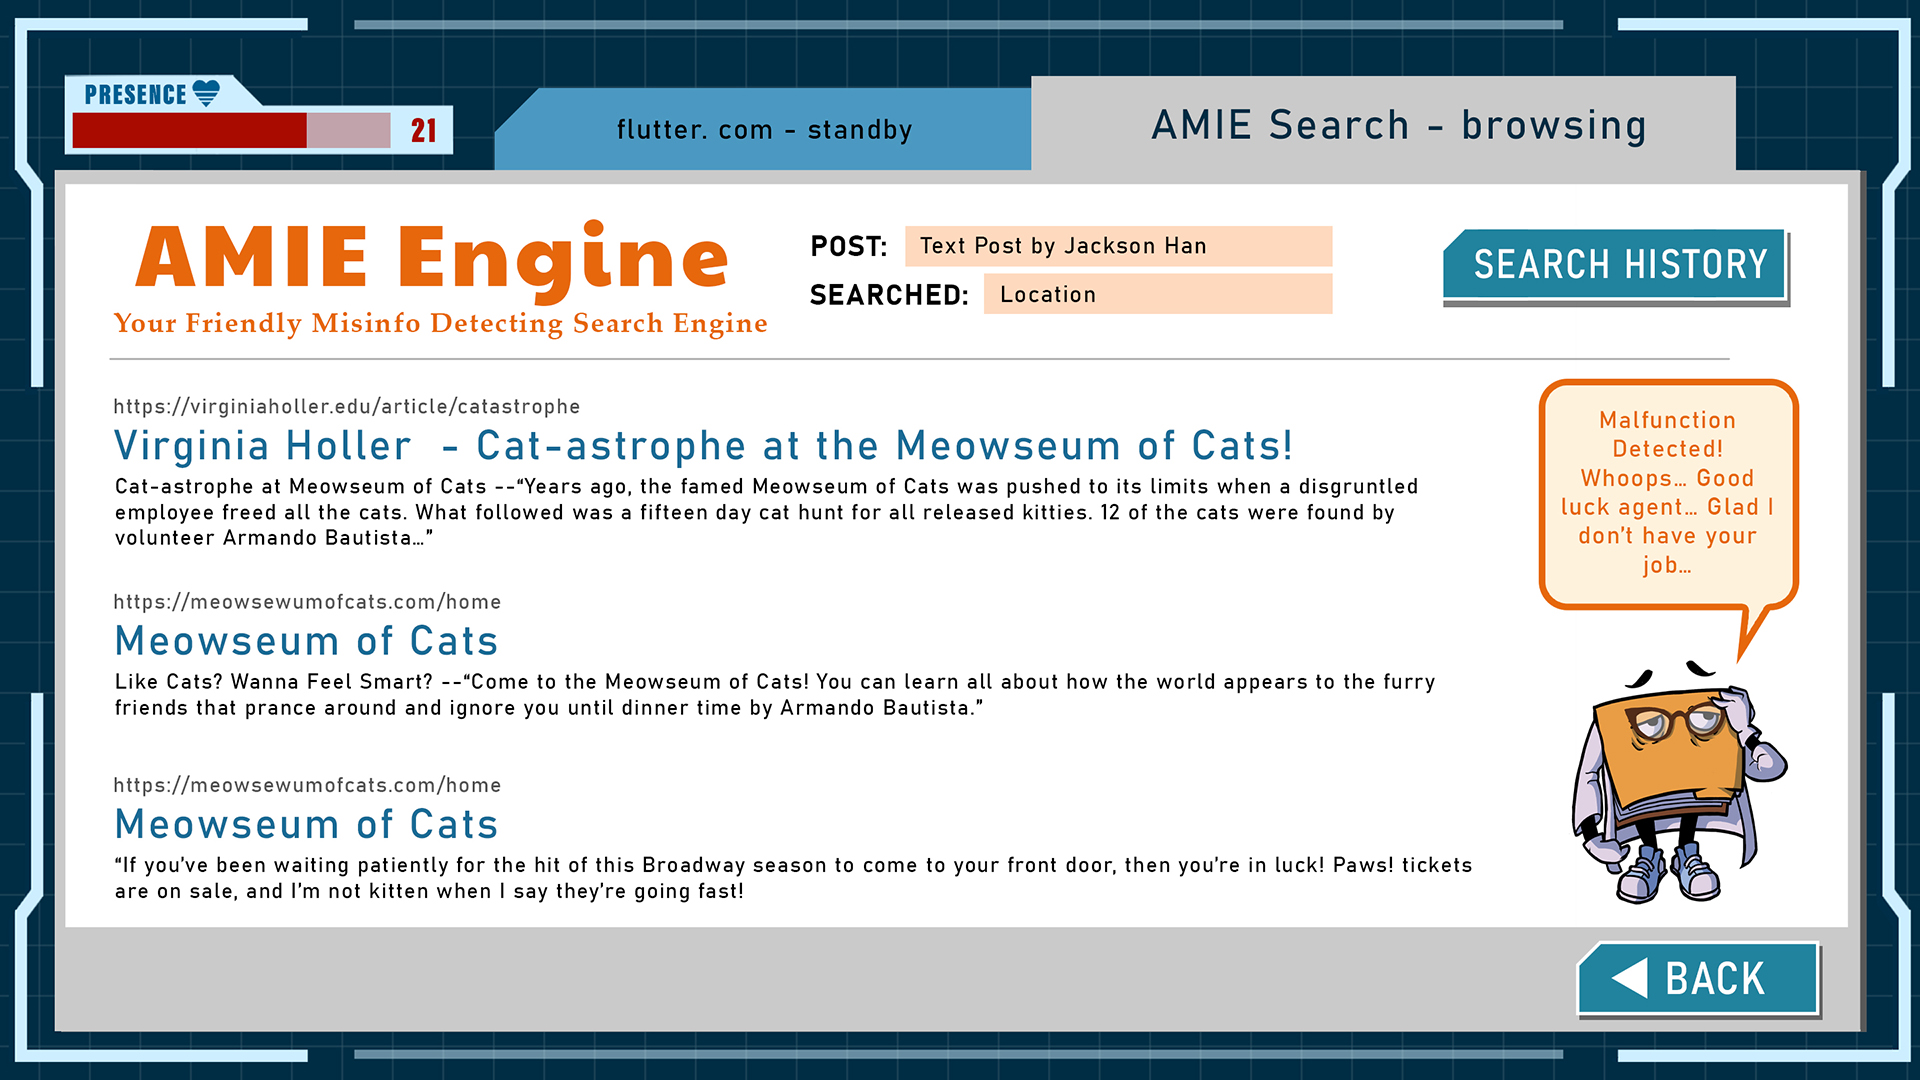 PRESENCE
21
flutter. com - standby
AMIE Search - browsing
AMIE Engine
Your Friendly Misinfo Detecting Search Engine
POST: Text Post by Jackson Han
SEARCHED: Location
SEARCH HISTORY
https://virginiaholler.edu/article/catastrophe
Virginia Holler - Cat-astrophe at the Meowseum of Cats!
Cat-astrophe at Meowseum of Cats --“Years ago, the famed Meowseum of Cats was pushed to its limits when a disgruntled
employee freed all the cats. What followed was a fifteen day cat hunt for all released kitties. 12 of the cats were found by
volunteer Armando Bautista...”
https://meowsewumofcats.com/home
Meowseum of Cats
Like Cats? Wanna Feel Smart? --“Come to the Meowseum of Cats! You can learn all about how the world appears to the furry
friends that prance around and ignore you until dinner time by Armando Bautista.”
https://meowsewumofcats.com/home
Meowseum of Cats
“If you’ve been waiting patiently for the hit of this Broadway season to come to your front door, then you’re in luck! Paws! tickets
are on sale, and I’m not kitten when I say they’re going fast!
Malfunction
Detected!
Whoops... Good
luck agent... Glad I
don’t have your
job...
BACK